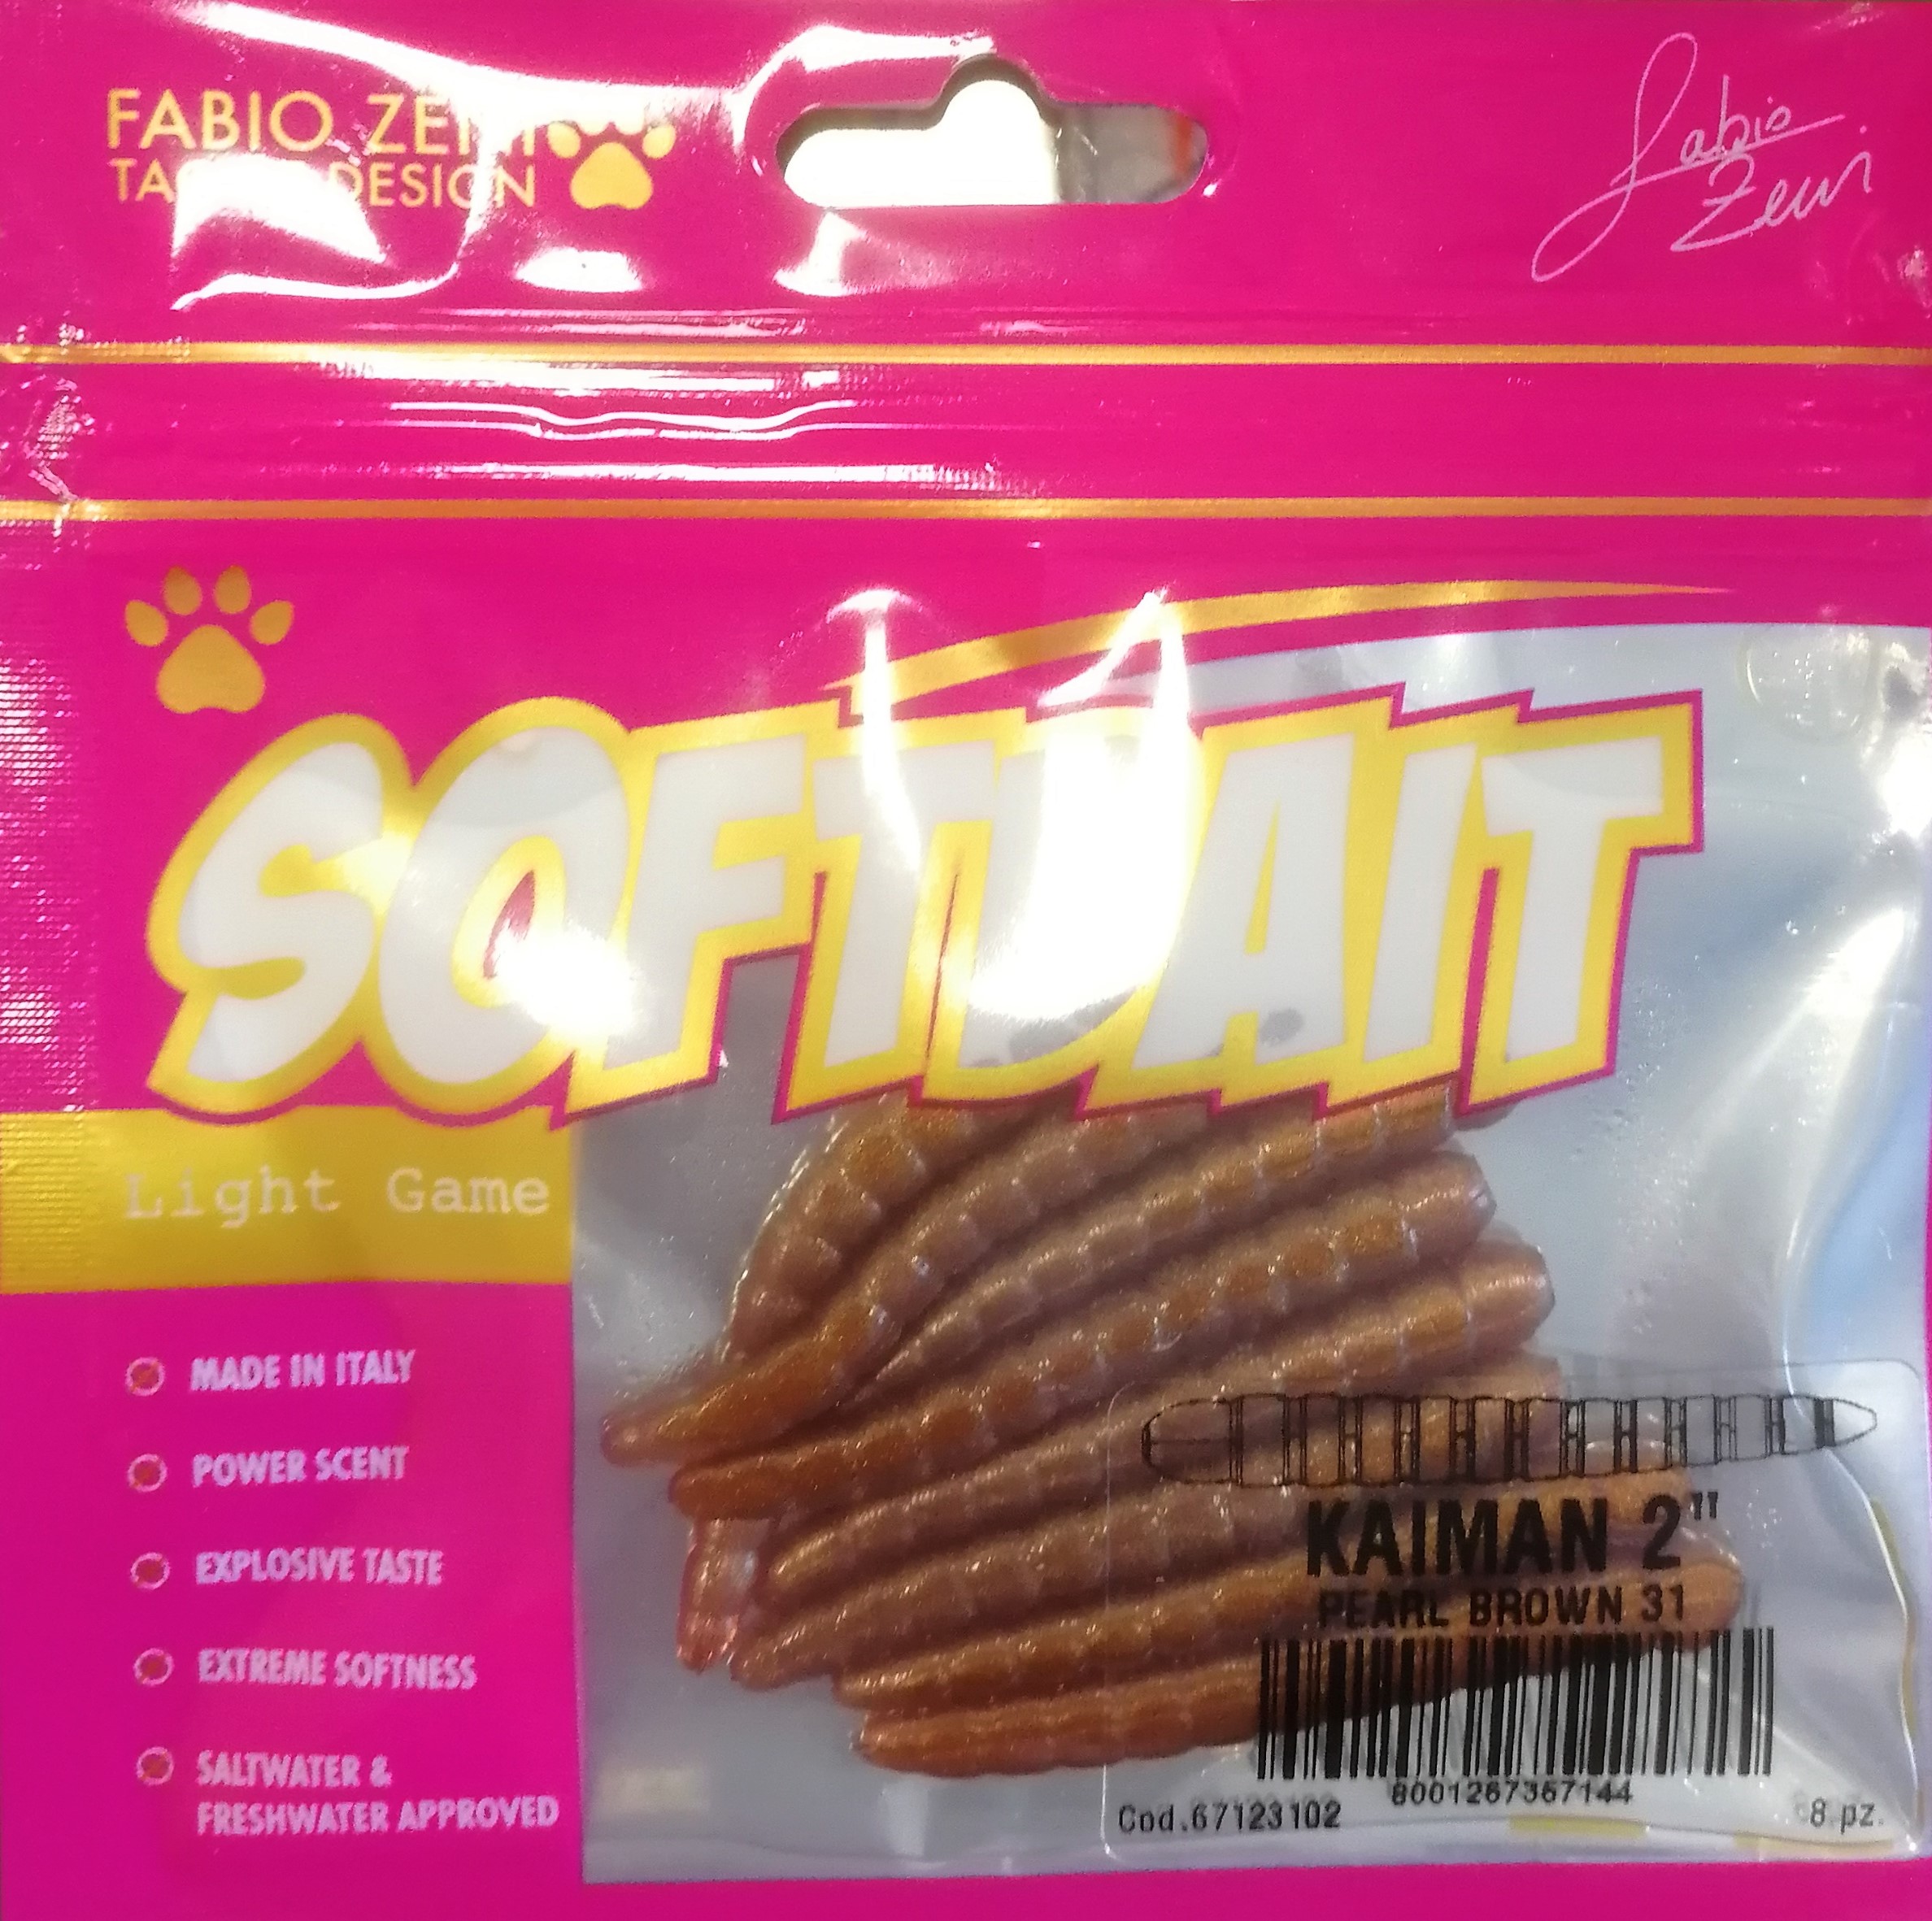 FABIO
DESIGN
Fabio
Zeni
SOFTBAIT
Light Game
MADE IN ITALY
POWER SCENT
EXPLOSIVE TASTE
EXTREME SOFTNESS
SALTWATER &
FRESHWATER APPROVED
KAIMAN 2"
PEARL BROWN 31
8001267367144
Cod.67123102
8 pz.